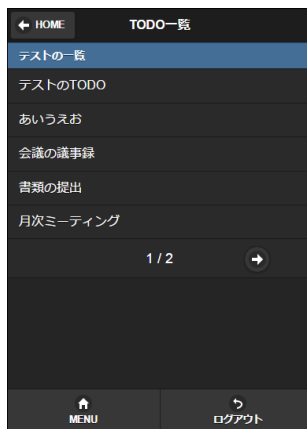 HOME TODO一覧
テストの一覧
テストのTODO
あいうえお
会議の議事録
書類の提出
月次ミーティング
1 / 2
MENU ログアウト